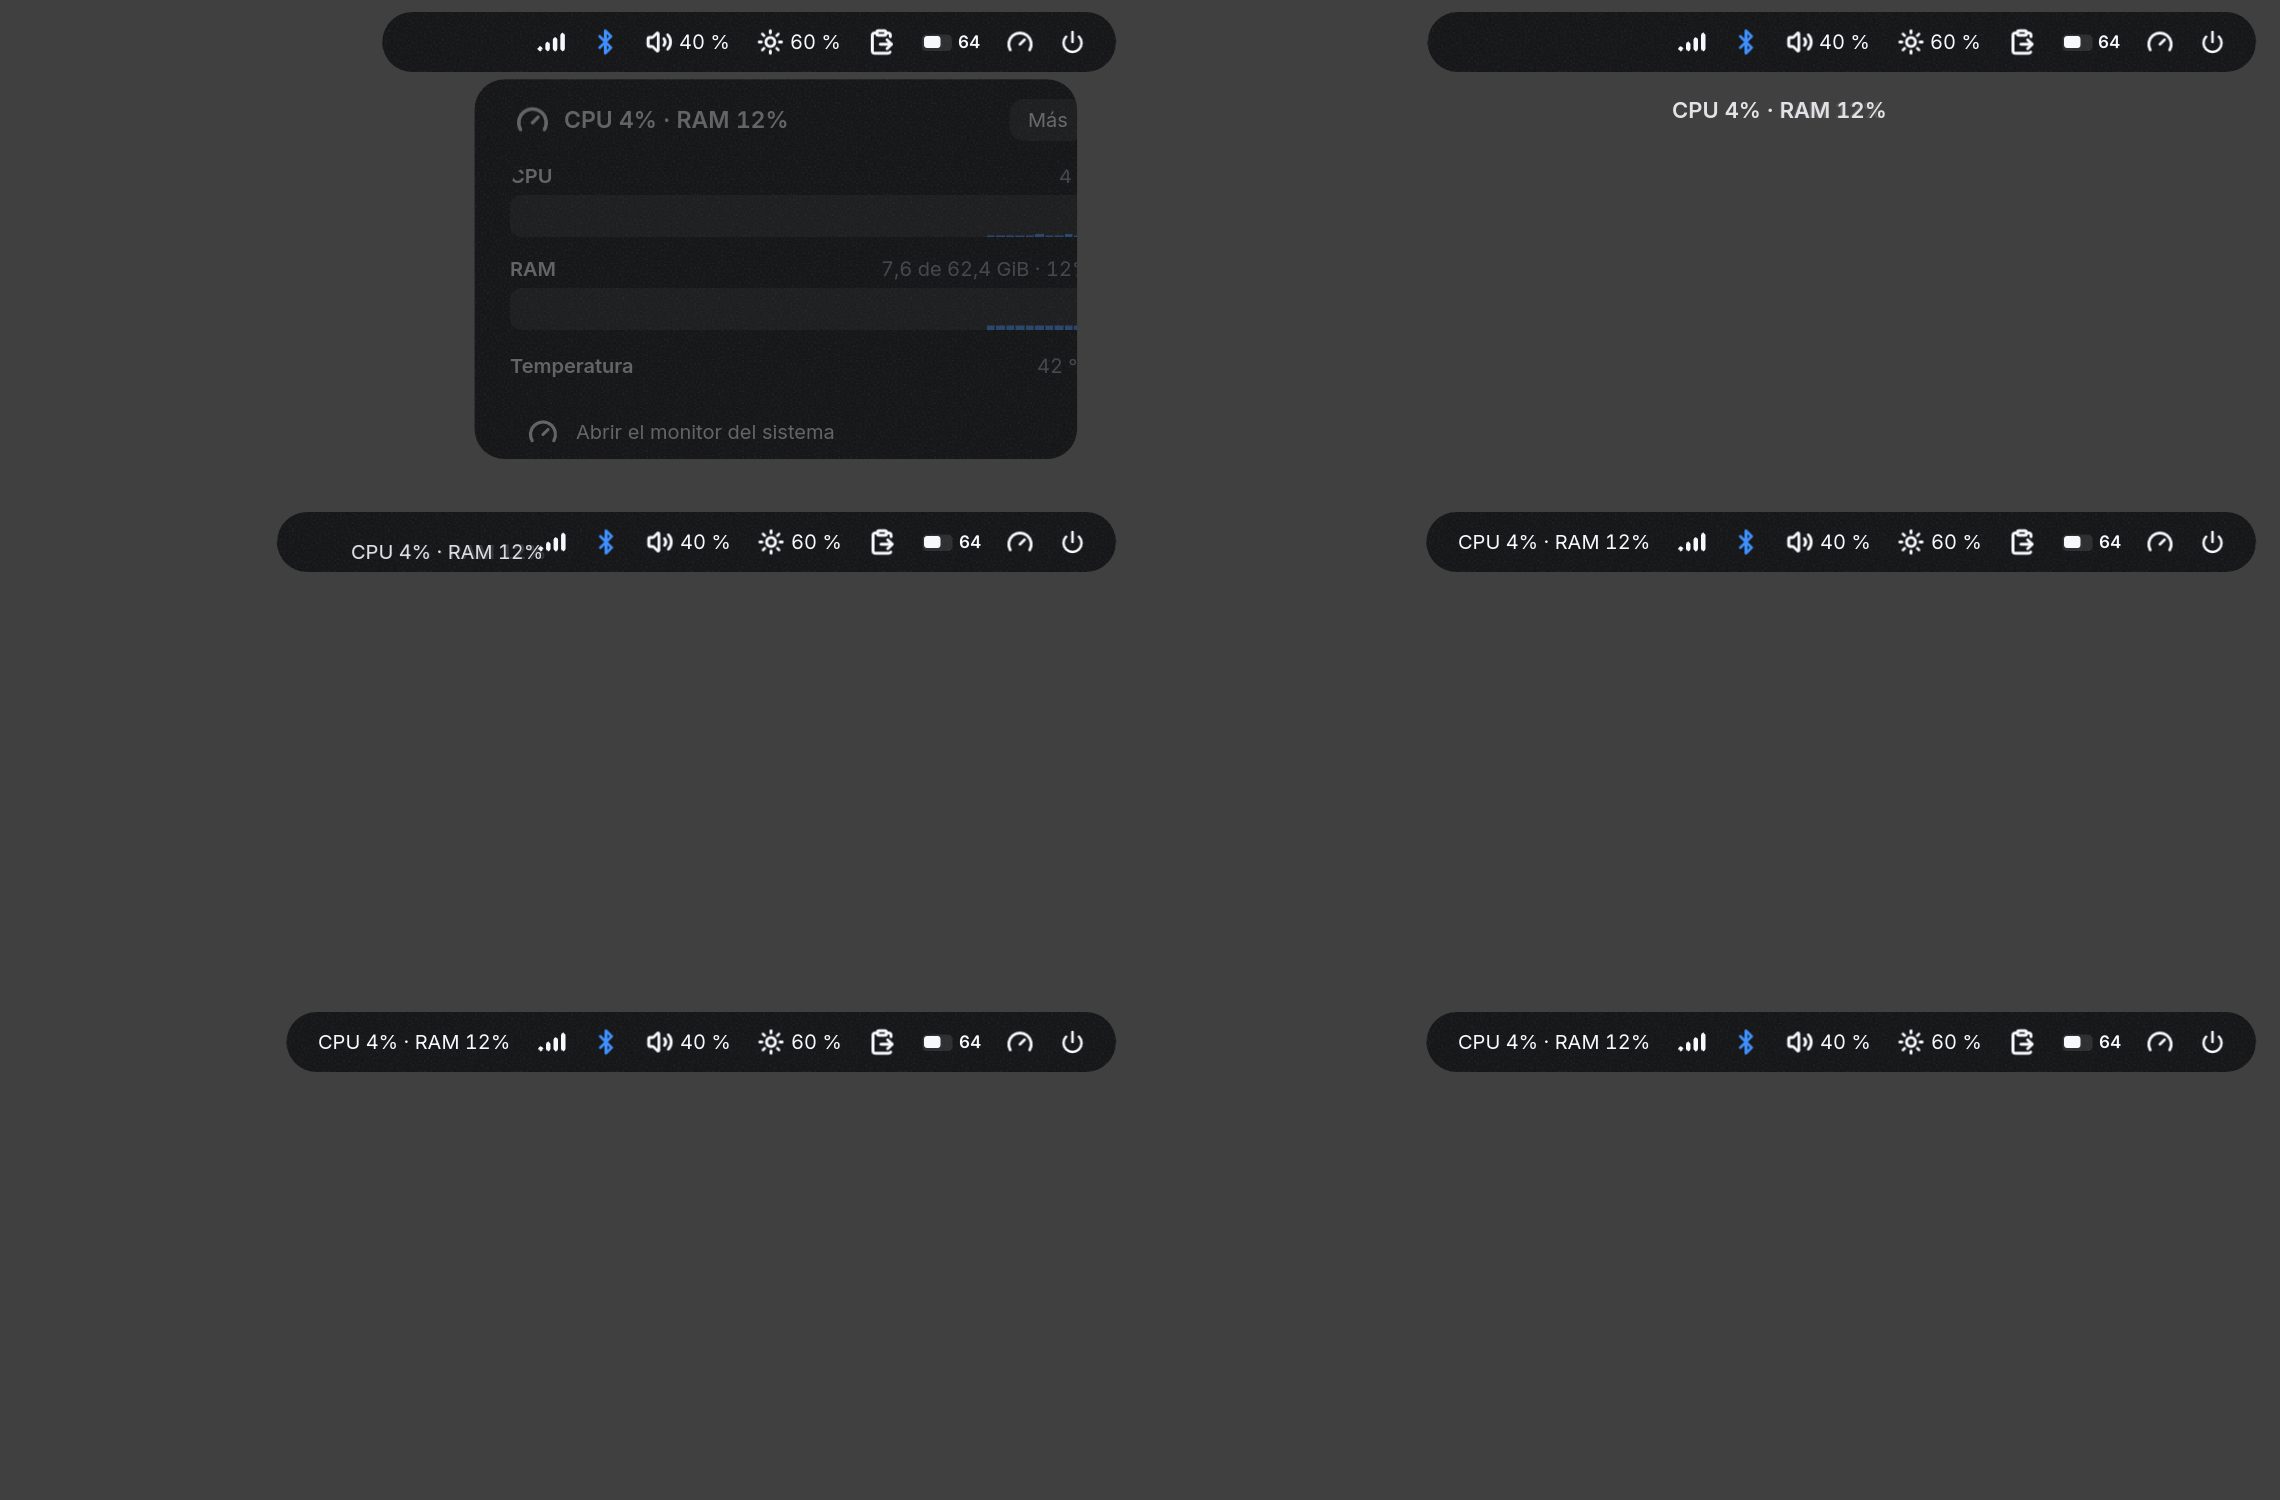 40 % 60 % 64
CPU 4% · RAM 12%
Más
CPU 4
RAM 7,6 de 62,4 GiB · 12%
Temperatura 42 °
Abrir el monitor del sistema
40 % 60 % 64
CPU 4% · RAM 12%
CPU 4% · RAM 12% 40 % 60 % 64
CPU 4% · RAM 12% 40 % 60 % 64
CPU 4% · RAM 12% 40 % 60 % 64
CPU 4% · RAM 12% 40 % 60 % 64